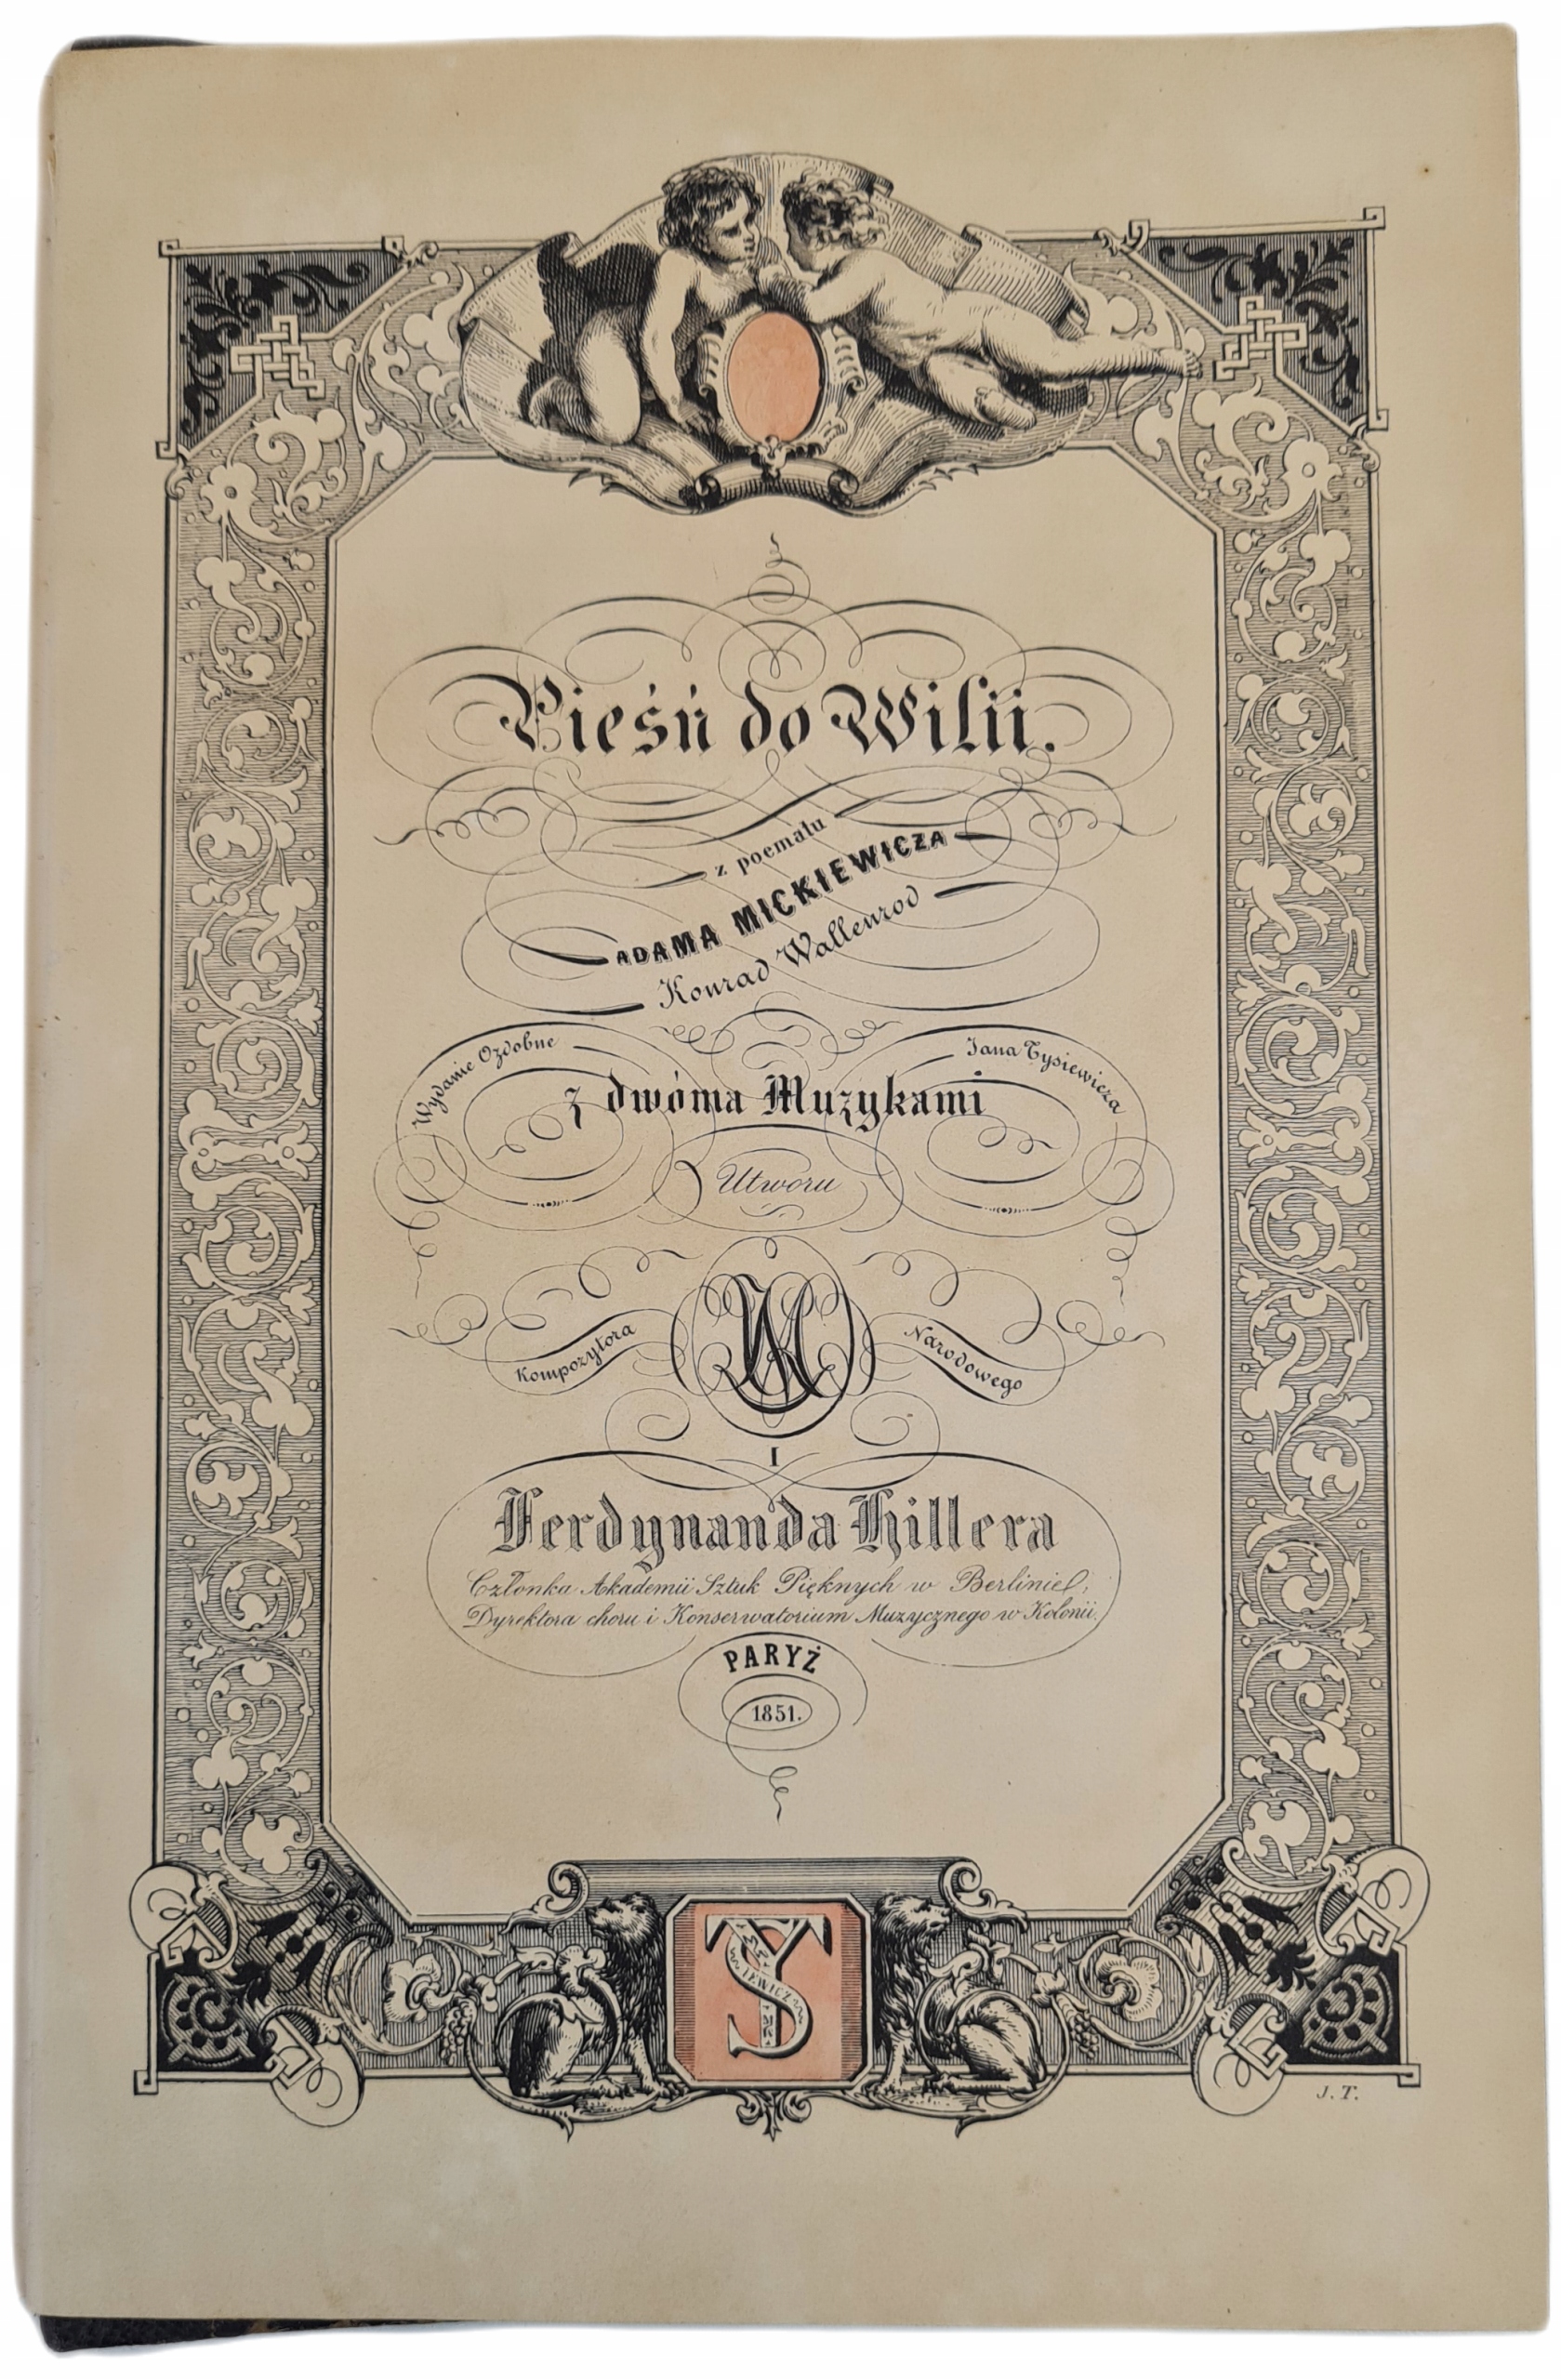 Pieśń do Wilii.
z poematu
ADAMA MICKIEWICZA
Konrad Wallenrod
Wydanie Ozdobne
Jana Tysiewicza
z dwóma Muzykami
Utworu
Kompozytora
Narodowego
I
Ferdynanda Hillera
Członka Akademii Sztuk Pięknych w Berlinie,
Dyrektora choru i Konserwatorium Muzycznego w Kolonii.
PARYŻ
1851.
J. T.